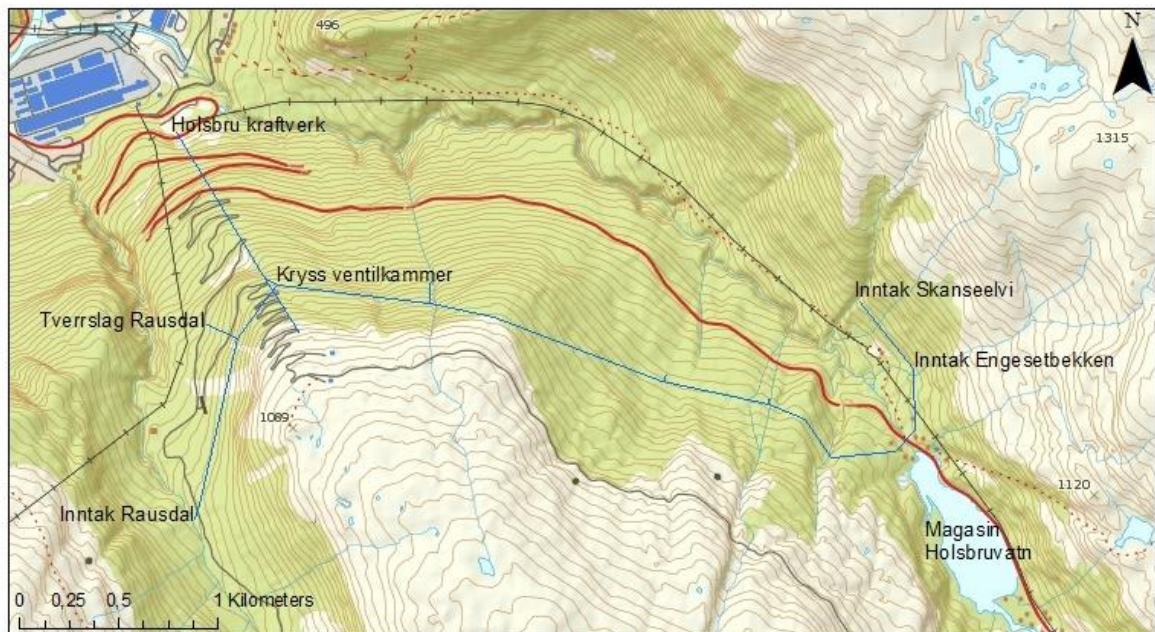 496
N
1315
Holsbru kraftverk
Kryss ventilkammer
Inntak Skanseelvi
Tverrslag Rausdal
Inntak Engesetbekken
1089
1120
Inntak Rausdal
Magasin
Holsbruvatn
0 0,25 0,5 1 Kilometers